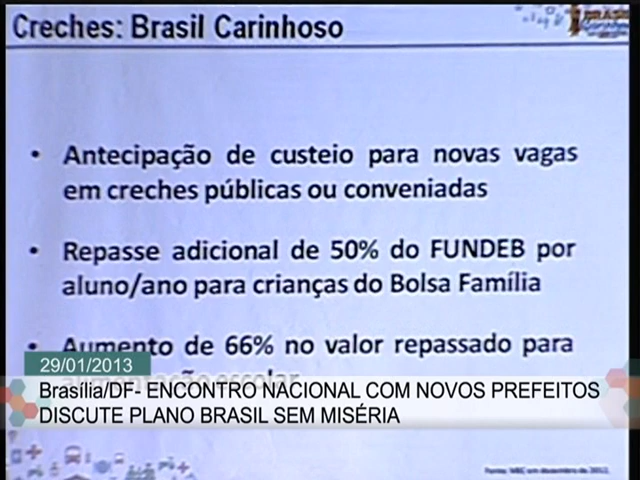 Creches: Brasil Carinhoso
• Antecipação de custeio para novas vagas
em creches públicas ou conveniadas
• Repasse adicional de 50% do FUNDEB por
aluno/ano para crianças do Bolsa Família
• Aumento de 66% no valor repassado para
alimentação escolar
29/01/2013
Brasília/DF- ENCONTRO NACIONAL COM NOVOS PREFEITOS
DISCUTE PLANO BRASIL SEM MISÉRIA